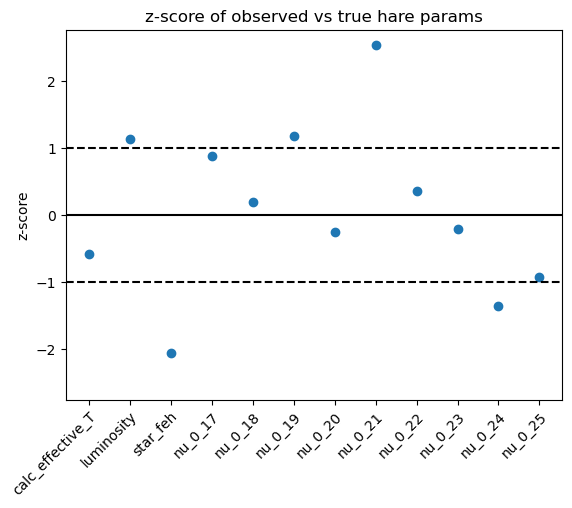 z-score of observed vs true hare params
z-score
2
1
0
−1
−2
calc_effective_T
luminosity
star_feh
nu_0_17
nu_0_18
nu_0_19
nu_0_20
nu_0_21
nu_0_22
nu_0_23
nu_0_24
nu_0_25